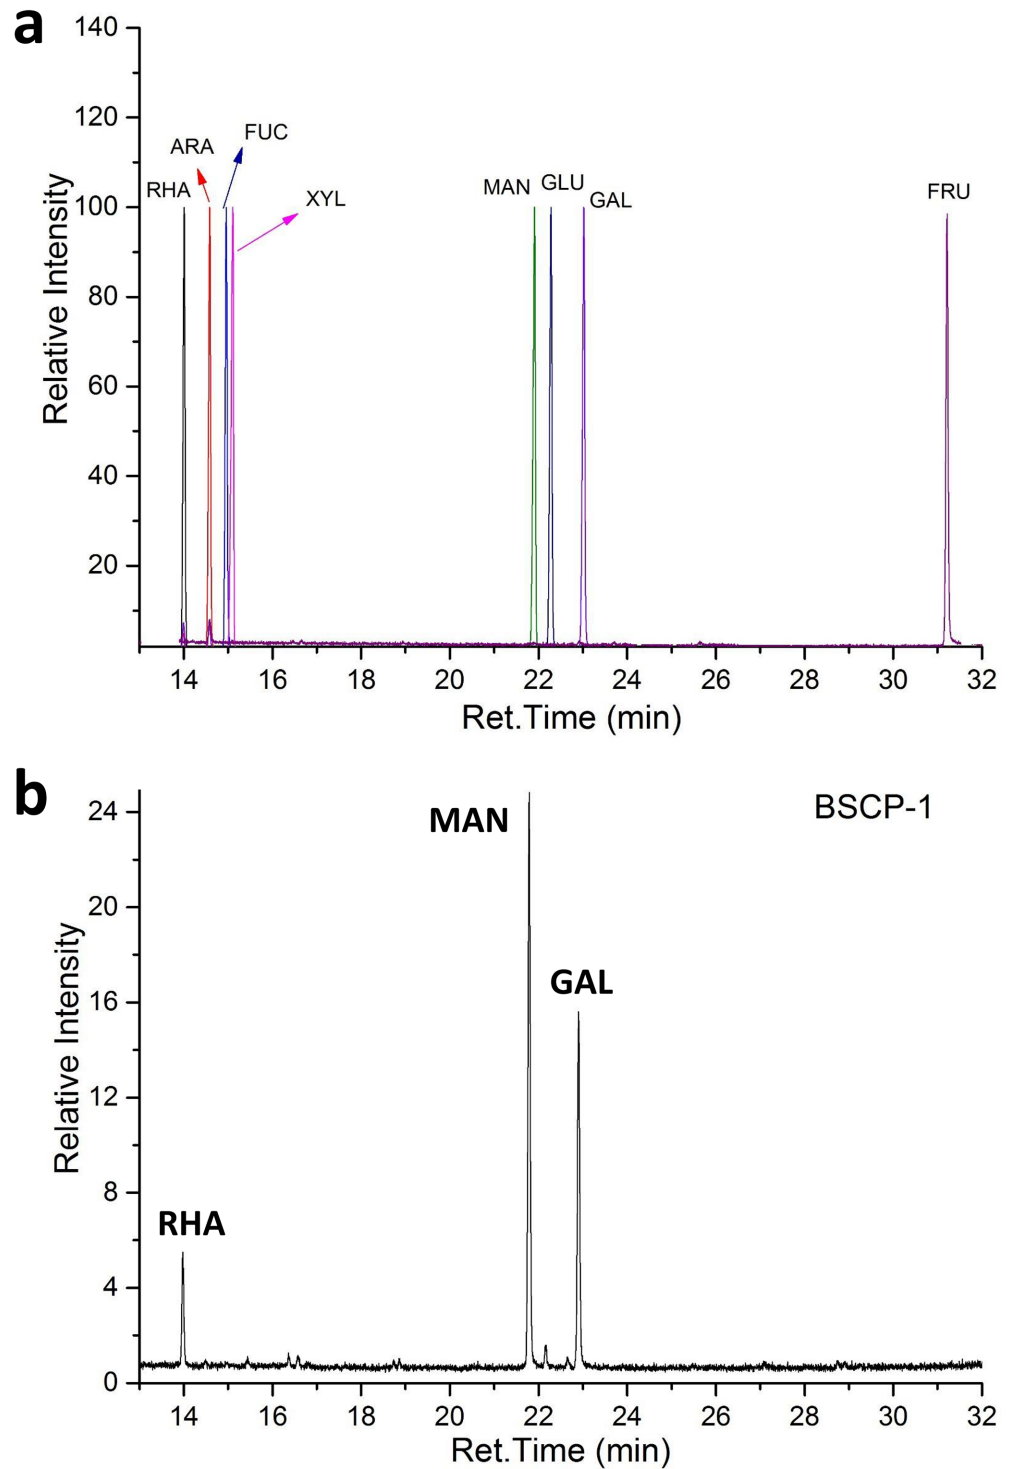 a
140
120
100
80
60
40
20
Relative Intensity
RHA
ARA
FUC
XYL
MAN
GLU
GAL
FRU
14 16 18 20 22 24 26 28 30 32
Ret.Time (min)
b
BSCP-1
24
20
16
12
8
4
0
Relative Intensity
RHA
MAN
GAL
14 16 18 20 22 24 26 28 30 32
Ret.Time (min)